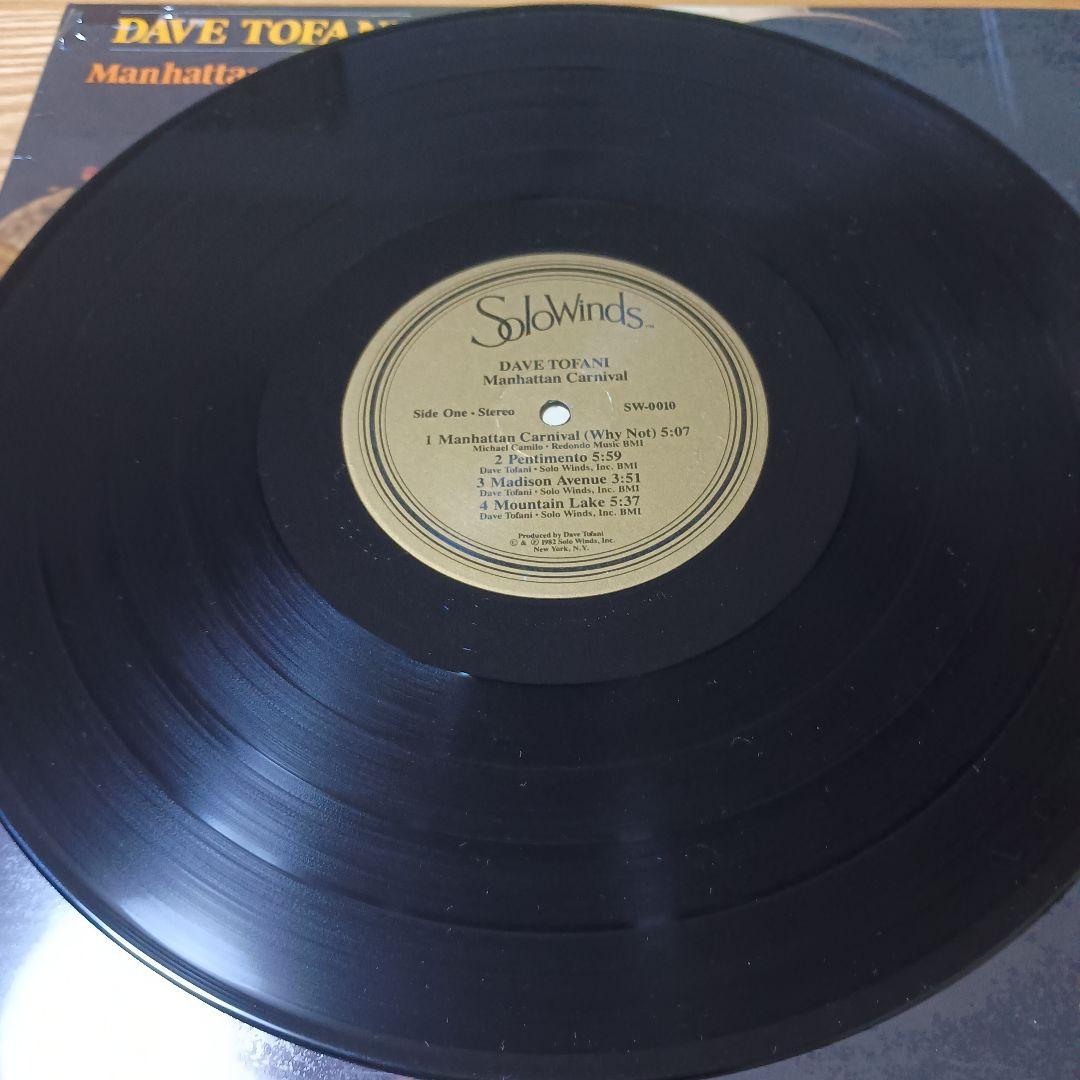 DAVE TOFANI
Manhattan
SoloWinds™
DAVE TOFANI
Manhattan Carnival
Side One • Stereo SW-0010
1 Manhattan Carnival (Why Not) 5:07
Michael Camilo • Redondo Music BMI
2 Pentimento 5:59
Dave Tofani • Solo Winds, Inc. BMI
3 Madison Avenue 3:51
Dave Tofani • Solo Winds, Inc. BMI
4 Mountain Lake 5:37
Dave Tofani • Solo Winds, Inc. BMI
Produced by Dave Tofani
© & ℗ 1982 Solo Winds, Inc.
New York, N.Y.